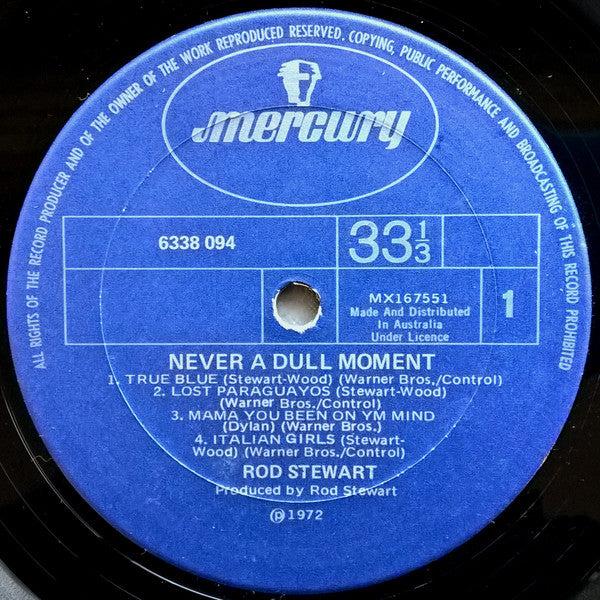 ALL RIGHTS OF THE RECORD PRODUCER AND OF THE OWNER OF THE WORK REPRODUCED RESERVED. COPYING, PUBLIC PERFORMANCE AND BROADCASTING OF THIS RECORD PROHIBITED
mercury
6338 094
33 1/3
MX167551
Made And Distributed
In Australia
Under Licence
1
NEVER A DULL MOMENT
1. TRUE BLUE (Stewart-Wood) (Warner Bros./Control)
2. LOST PARAGUAYOS (Stewart-Wood)
(Warner Bros./Control)
3. MAMA YOU BEEN ON YM MIND
(Dylan) (Warner Bros.)
4. ITALIAN GIRLS (Stewart-
Wood) (Warner Bros./Control)
ROD STEWART
Produced by Rod Stewart
℗1972